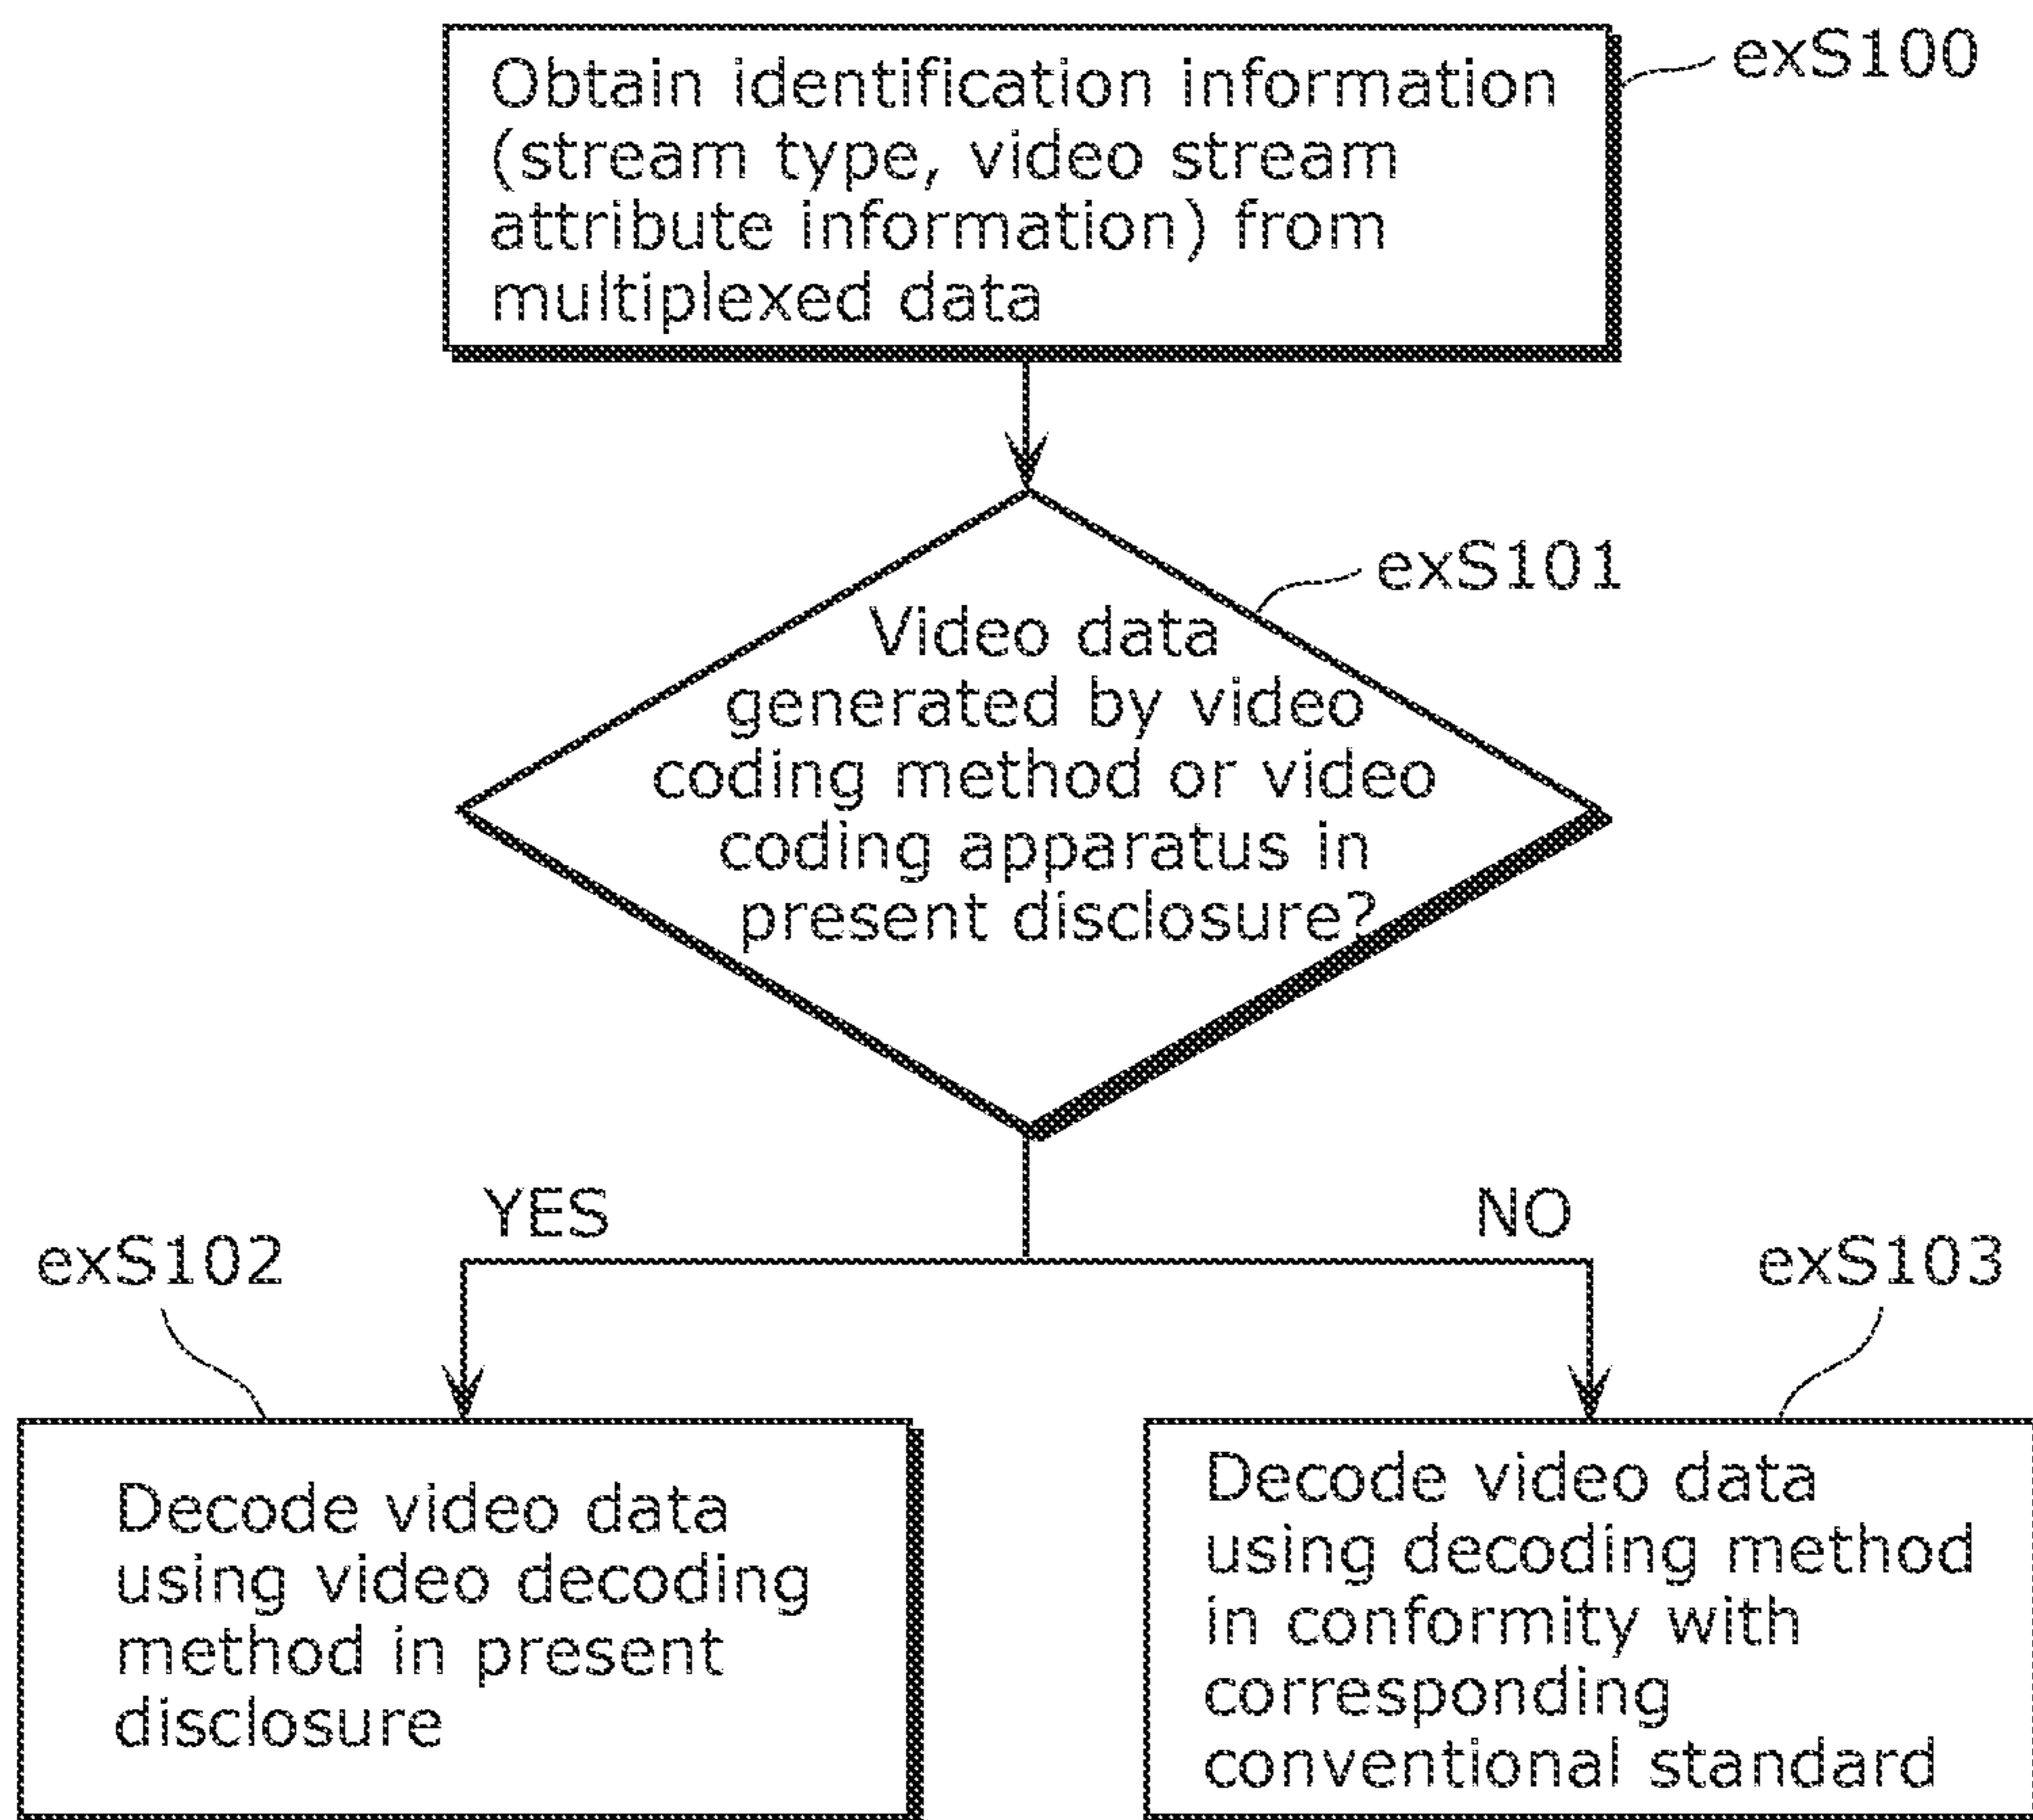 exS100
Obtain identification information
(stream type, video stream
attribute information) from
multiplexed data
exS101
Video data
generated by video
coding method or video
coding apparatus in
present disclosure?
YES
NO
exS102
exS103
Decode video data
using video decoding
method in present
disclosure
Decode video data
using decoding method
in conformity with
corresponding
conventional standard